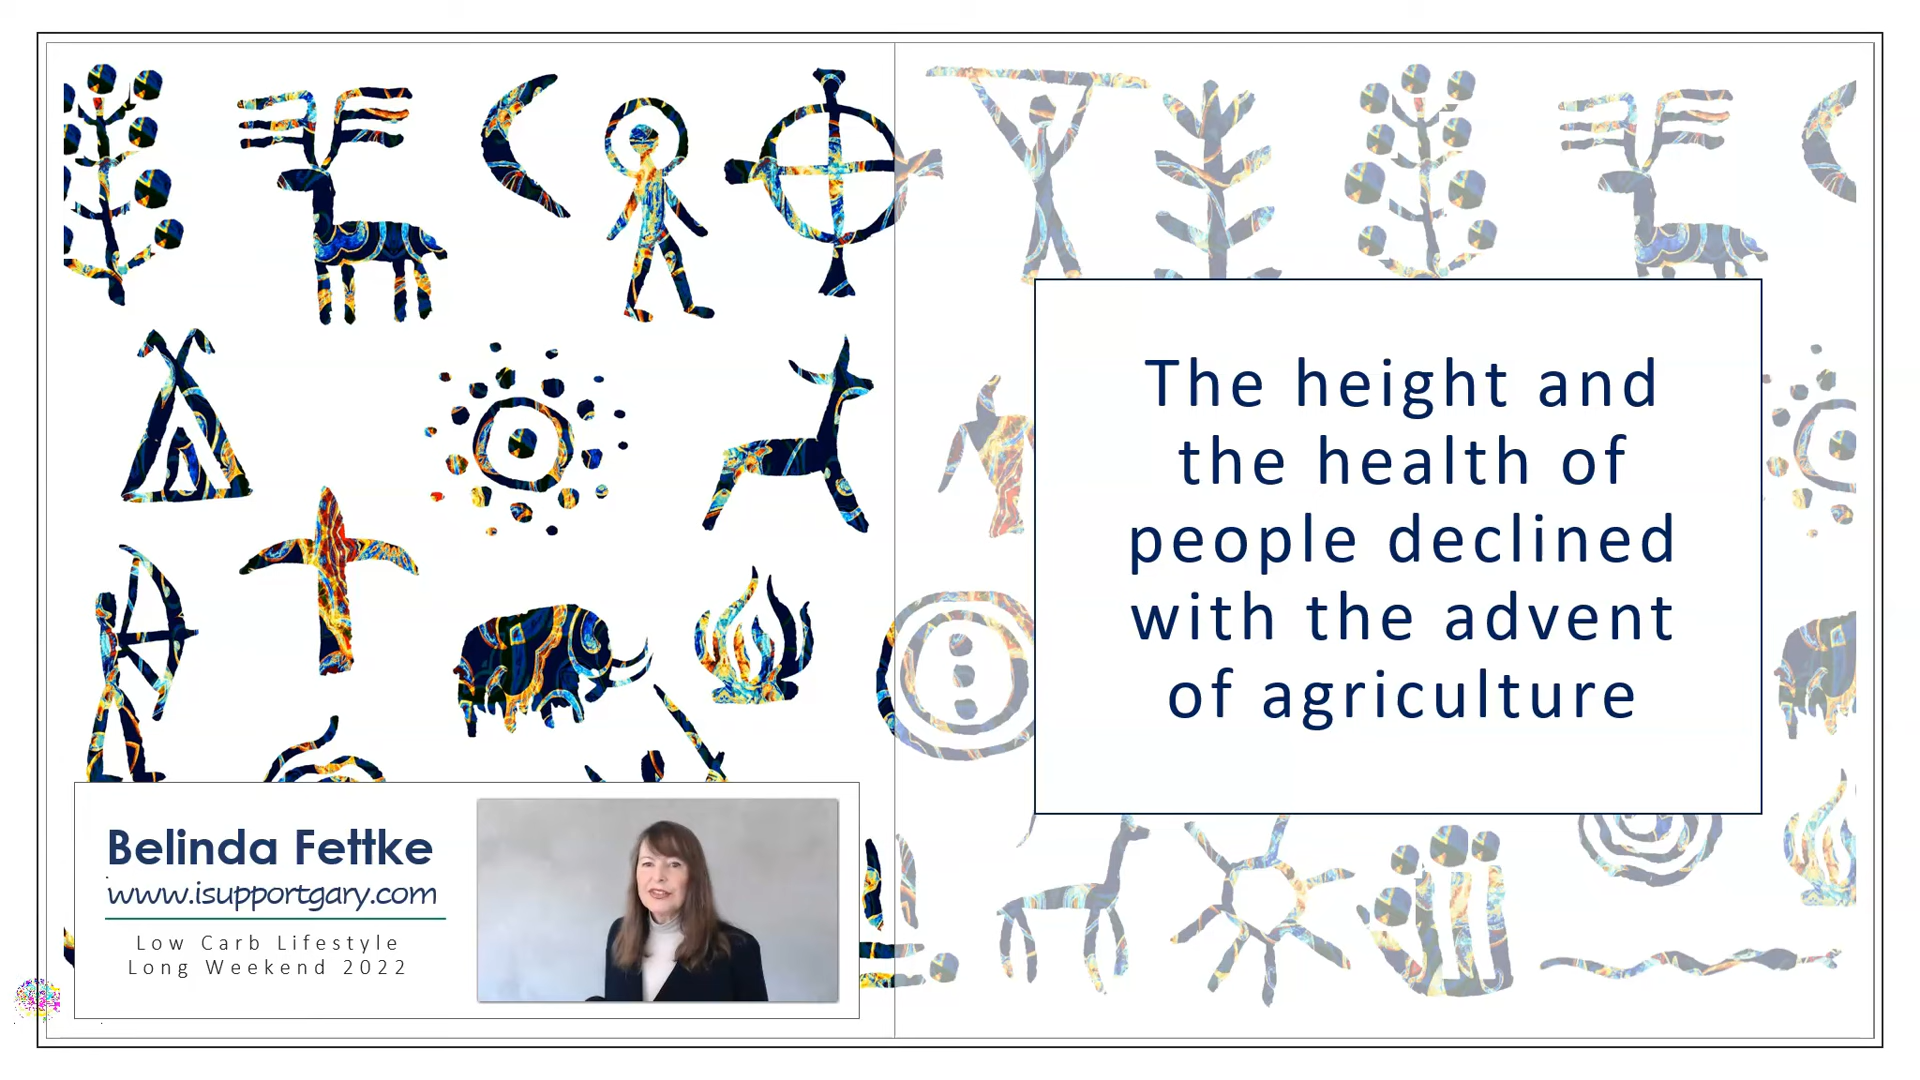 The height and
the health of
people declined
with the advent
of agriculture
Belinda Fettke
www.isupportgary.com
Low Carb Lifestyle
Long Weekend 2022